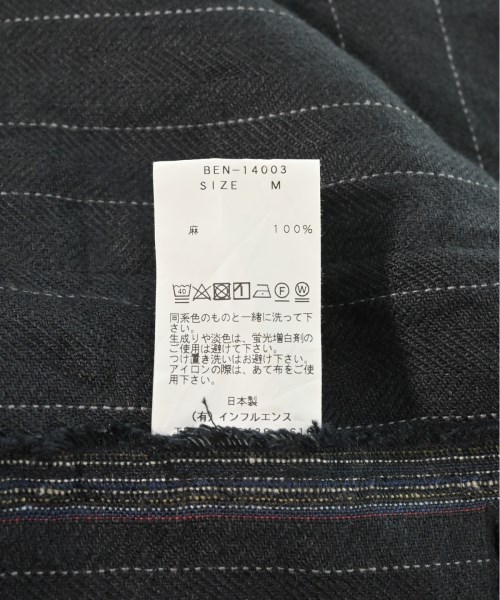 BEN-14003
SIZE M
麻 100%
40 F W
同系色のものと一緒に洗って下
さい。
生成りや淡色は、蛍光増白剤の
ご使用は避けて下さい。
つけ置き洗いはお避け下さい。
アイロンの際は、あて布をご使
用下さい。
日本製
(有)インフルエンス